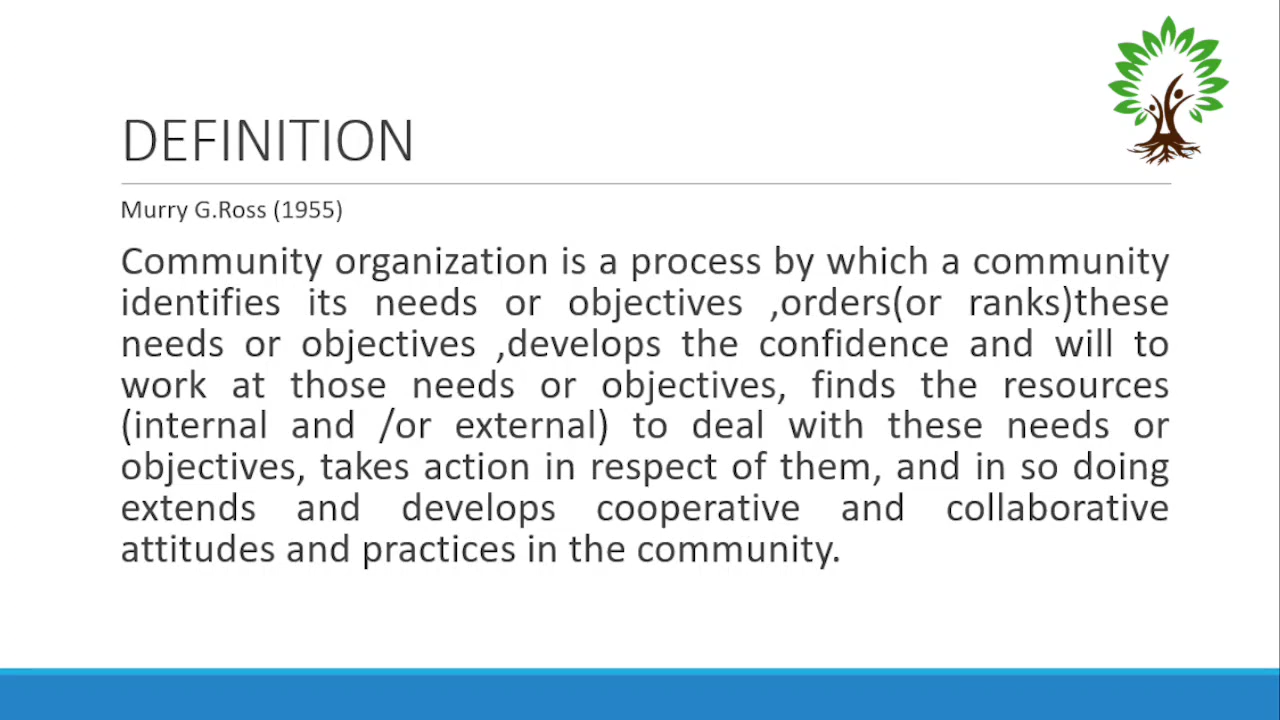 DEFINITION
Murry G.Ross (1955)
Community organization is a process by which a community
identifies its needs or objectives ,orders(or ranks)these
needs or objectives ,develops the confidence and will to
work at those needs or objectives, finds the resources
(internal and /or external) to deal with these needs or
objectives, takes action in respect of them, and in so doing
extends and develops cooperative and collaborative
attitudes and practices in the community.